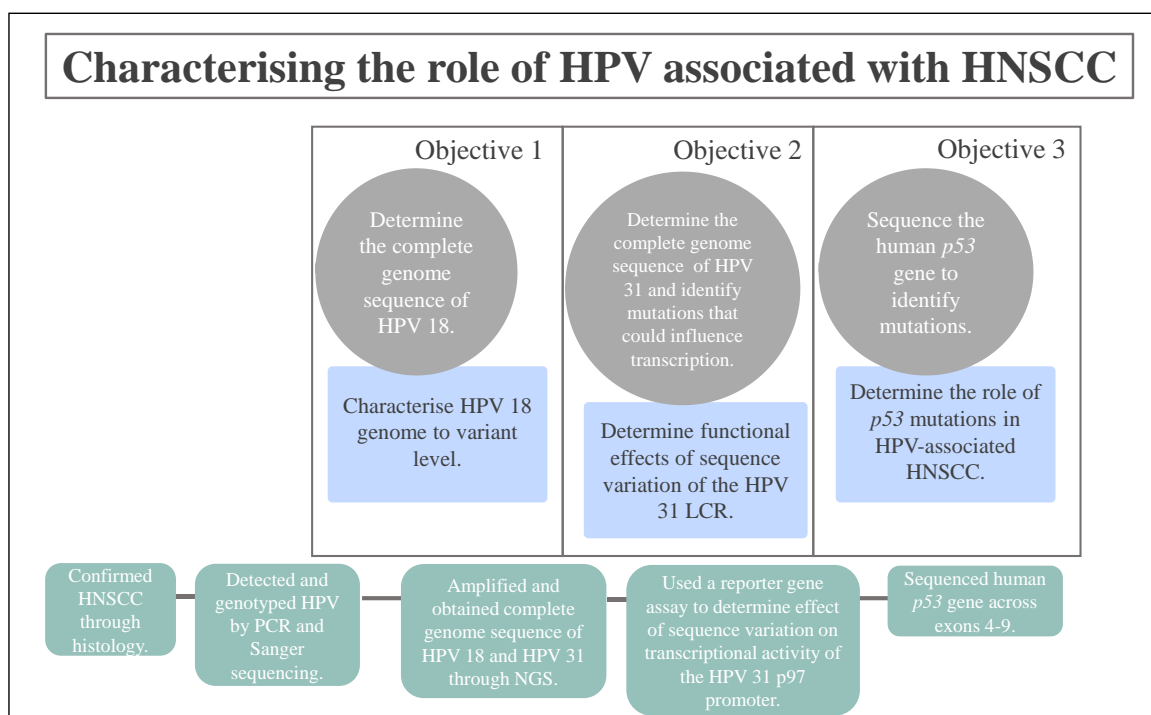 Characterising the role of HPV associated with HNSCC
Objective 1
Determine
the complete
genome
sequence of
HPV 18.
Characterise HPV 18
genome to variant
level.
Objective 2
Determine the
complete genome
sequence of HPV
31 and identify
mutations that
could influence
transcription.
Determine functional
effects of sequence
variation of the HPV
31 LCR.
Objective 3
Sequence the
human p53
gene to
identify
mutations.
Determine the role of
p53 mutations in
HPV-associated
HNSCC.
Confirmed
HNSCC
through
histology.
Detected and
genotyped HPV
by PCR and
Sanger
sequencing.
Amplified and
obtained complete
genome sequence of
HPV 18 and HPV 31
through NGS.
Used a reporter gene
assay to determine effect
of sequence variation on
transcriptional activity of
the HPV 31 p97
promoter.
Sequenced human
p53 gene across
exons 4-9.